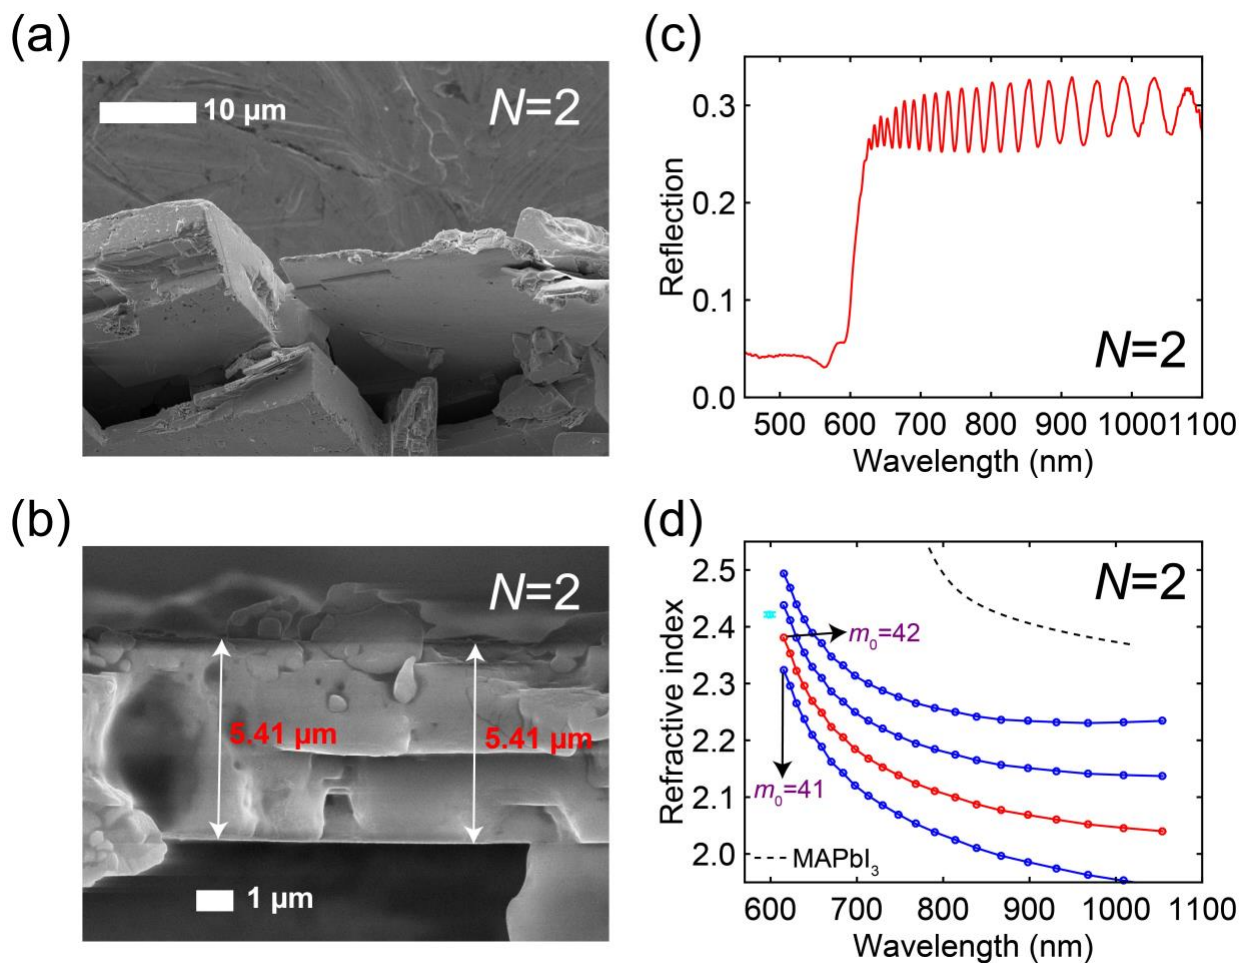 (a)
10 µm
N=2
(b)
N=2
5.41 µm
5.41 µm
1 µm
(c)
0.3
0.2
0.1
0.0
Reflection
N=2
500 600 700 800 900 1000 1100
Wavelength (nm)
(d)
2.5
2.4
2.3
2.2
2.1
2.0
Refractive index
N=2
m₀=42
m₀=41
MAPbI₃
600 700 800 900 1000 1100
Wavelength (nm)